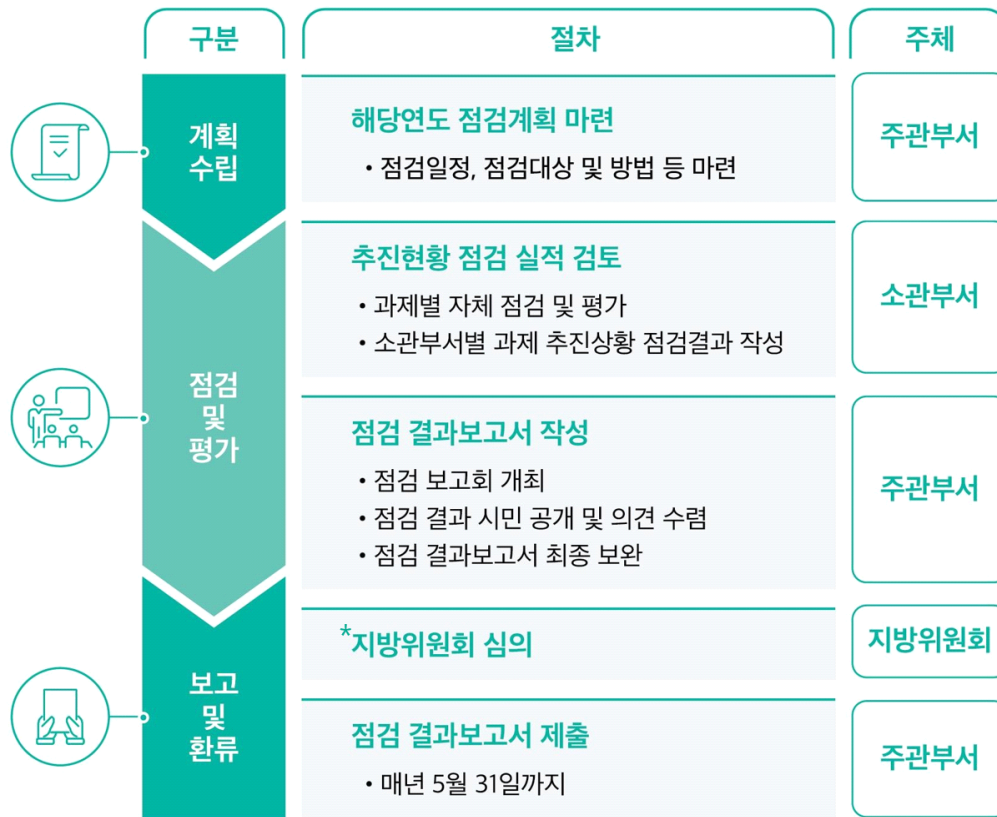 구분
절차
주체
계획
수립
해당연도 점검계획 마련
• 점검일정, 점검대상 및 방법 등 마련
주관부서
점검
및
평가
추진현황 점검 실적 검토
• 과제별 자체 점검 및 평가
• 소관부서별 과제 추진상황 점검결과 작성
소관부서
점검 결과보고서 작성
• 점검 보고회 개최
• 점검 결과 시민 공개 및 의견 수렴
• 점검 결과보고서 최종 보완
주관부서
보고
및
환류
*지방위원회 심의
지방위원회
점검 결과보고서 제출
• 매년 5월 31일까지
주관부서